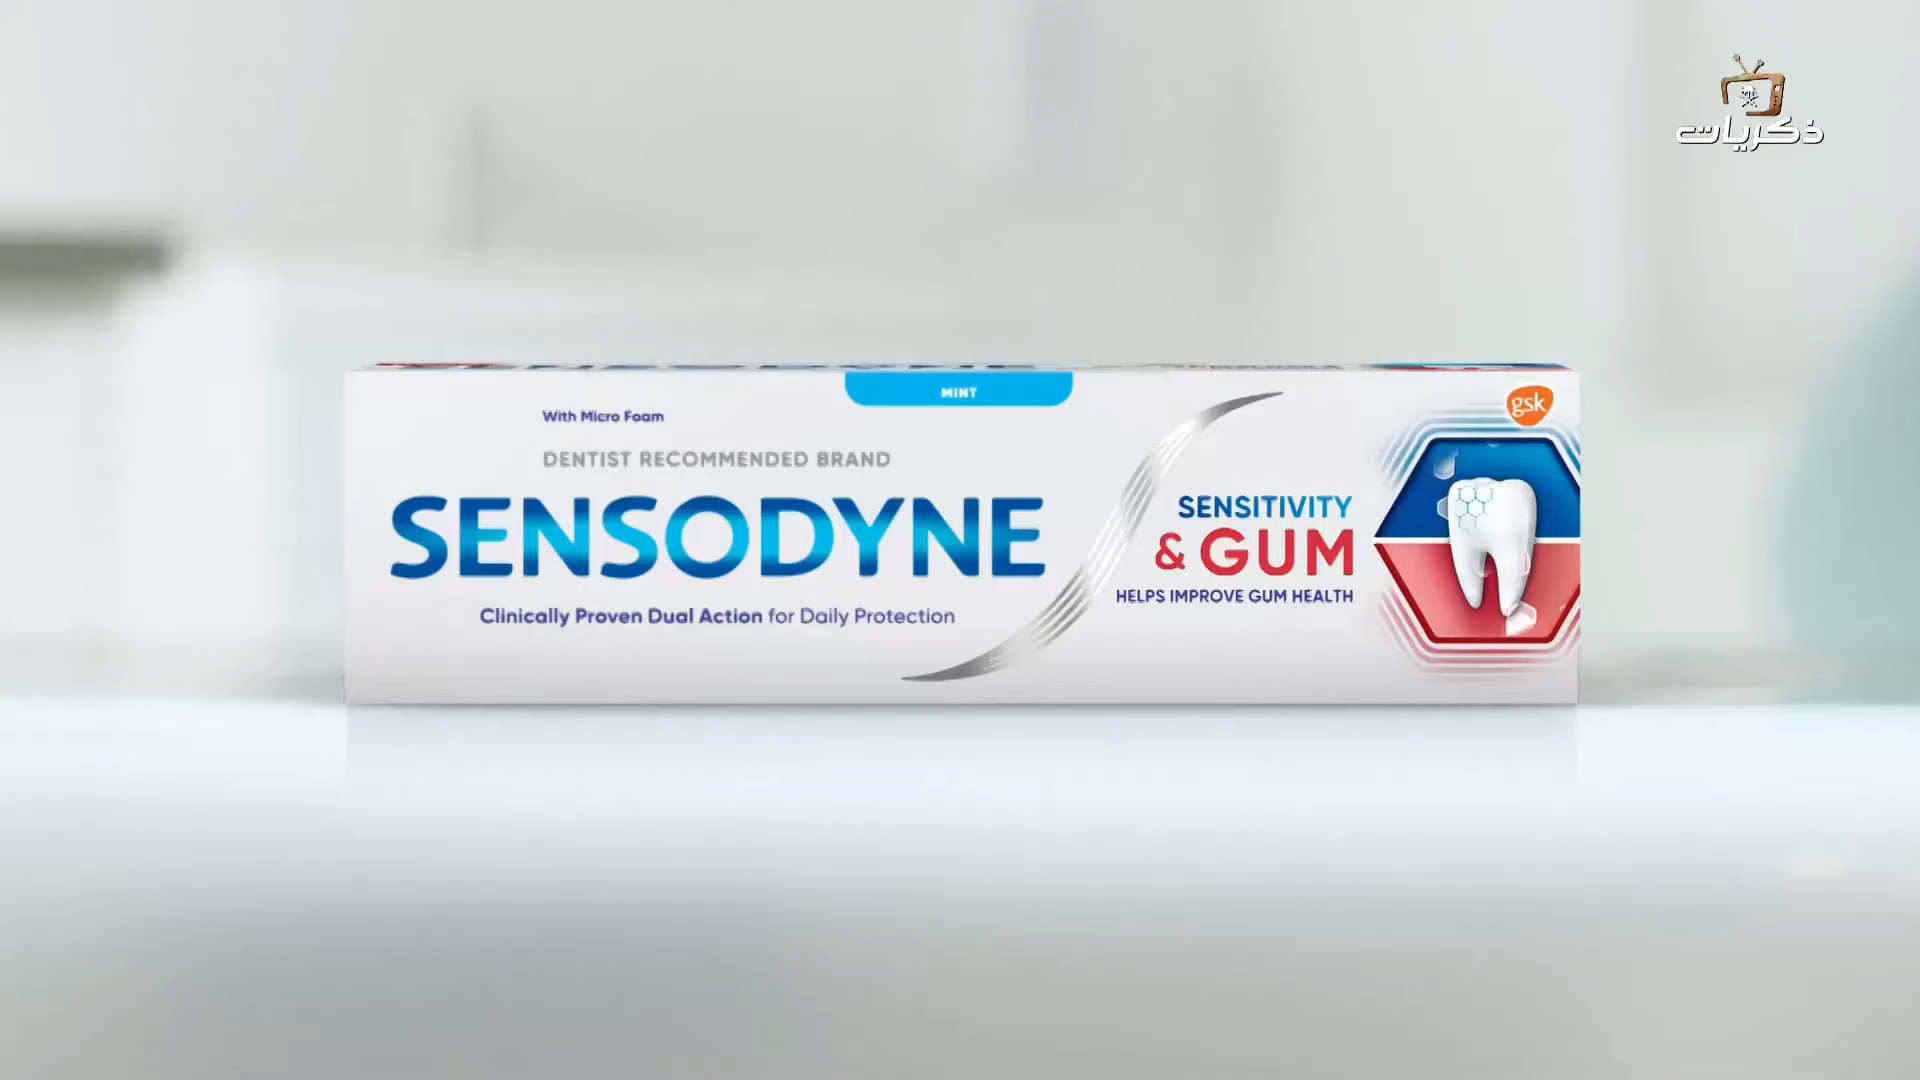 ذكريات
MINT
With Micro Foam
gsk
DENTIST RECOMMENDED BRAND
SENSODYNE
SENSITIVITY
& GUM
HELPS IMPROVE GUM HEALTH
Clinically Proven Dual Action for Daily Protection